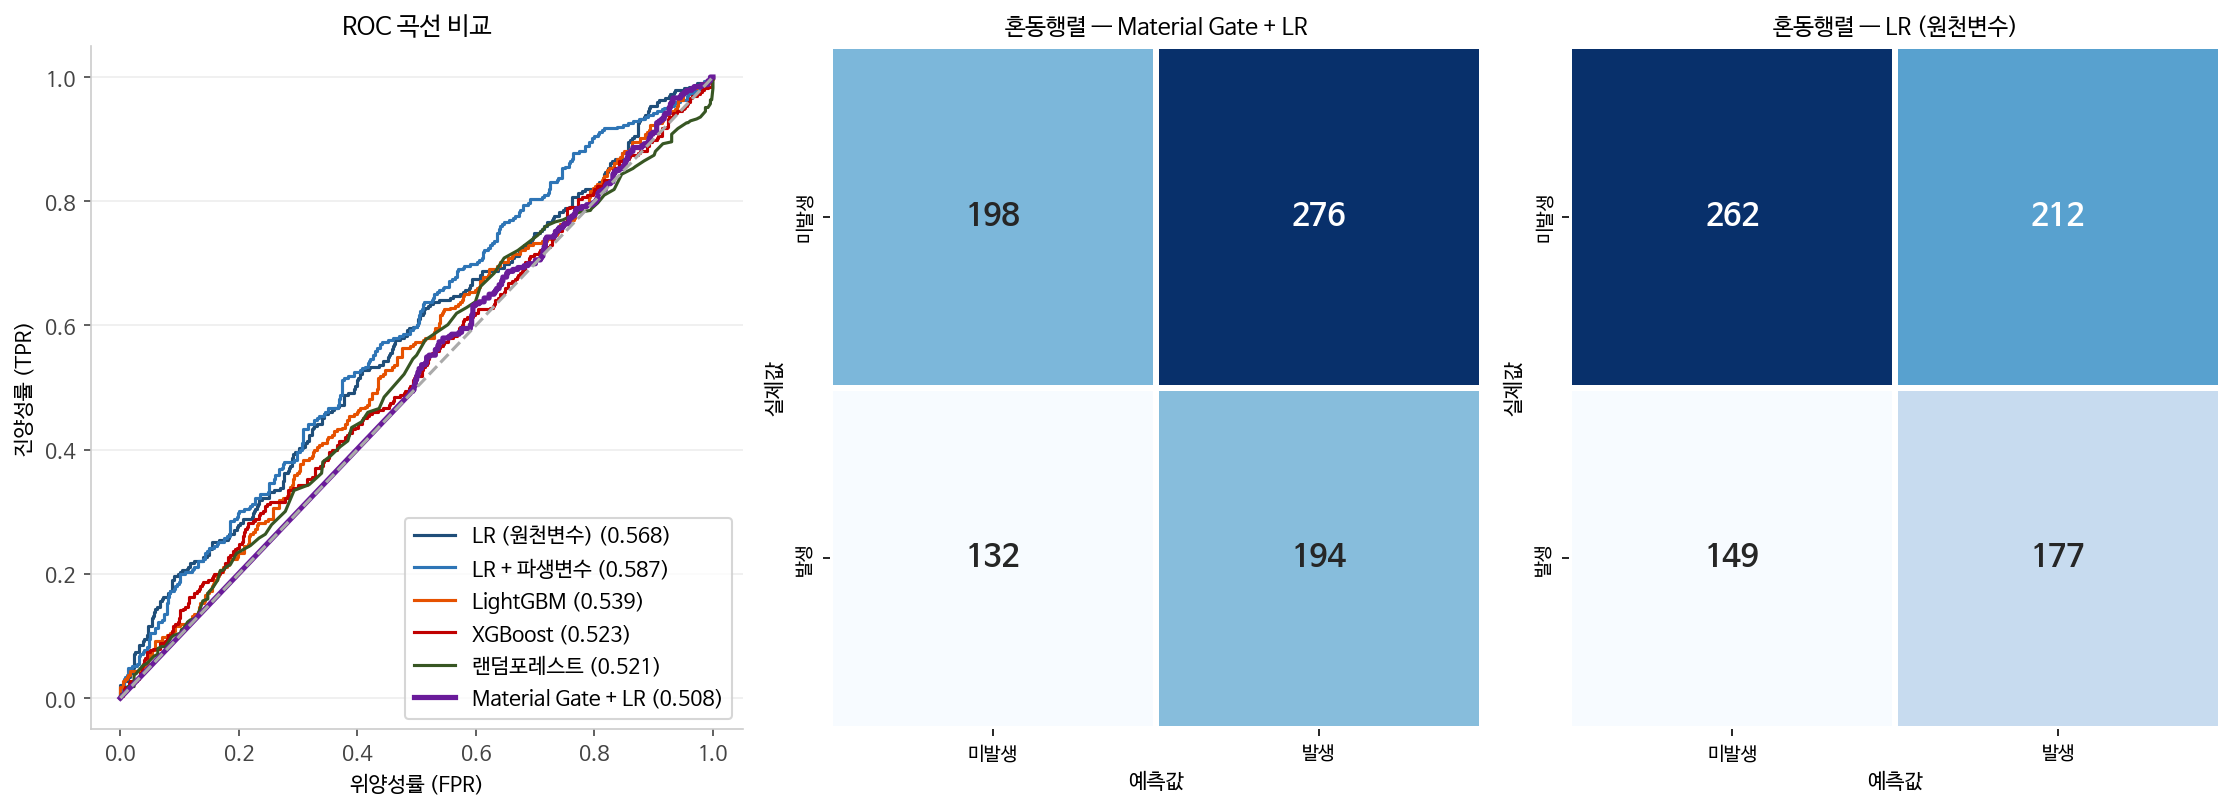 ROC 곡선 비교
1.0
0.8
0.6
0.4
0.2
0.0
진양성률 (TPR)
0.0 0.2 0.4 0.6 0.8 1.0
위양성률 (FPR)
LR (원천변수) (0.568)
LR + 파생변수 (0.587)
LightGBM (0.539)
XGBoost (0.523)
랜덤포레스트 (0.521)
Material Gate + LR (0.508)
혼동행렬 — Material Gate + LR
실제값
미발생
198 276
발생
132 194
미발생 발생
예측값
혼동행렬 — LR (원천변수)
실제값
미발생
262 212
발생
149 177
미발생 발생
예측값